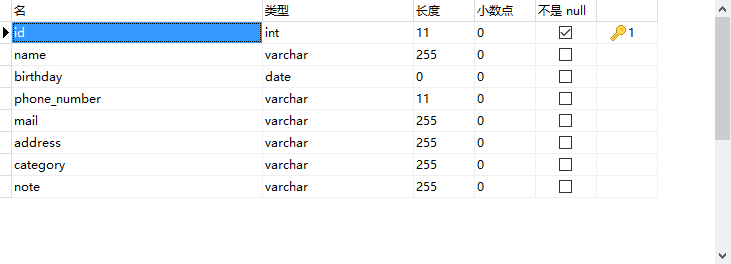 名 类型 长度 小数点 不是 null
id int 11 0 1
name varchar 255 0
birthday date 0 0
phone_number varchar 11 0
mail varchar 255 0
address varchar 255 0
category varchar 255 0
note varchar 255 0